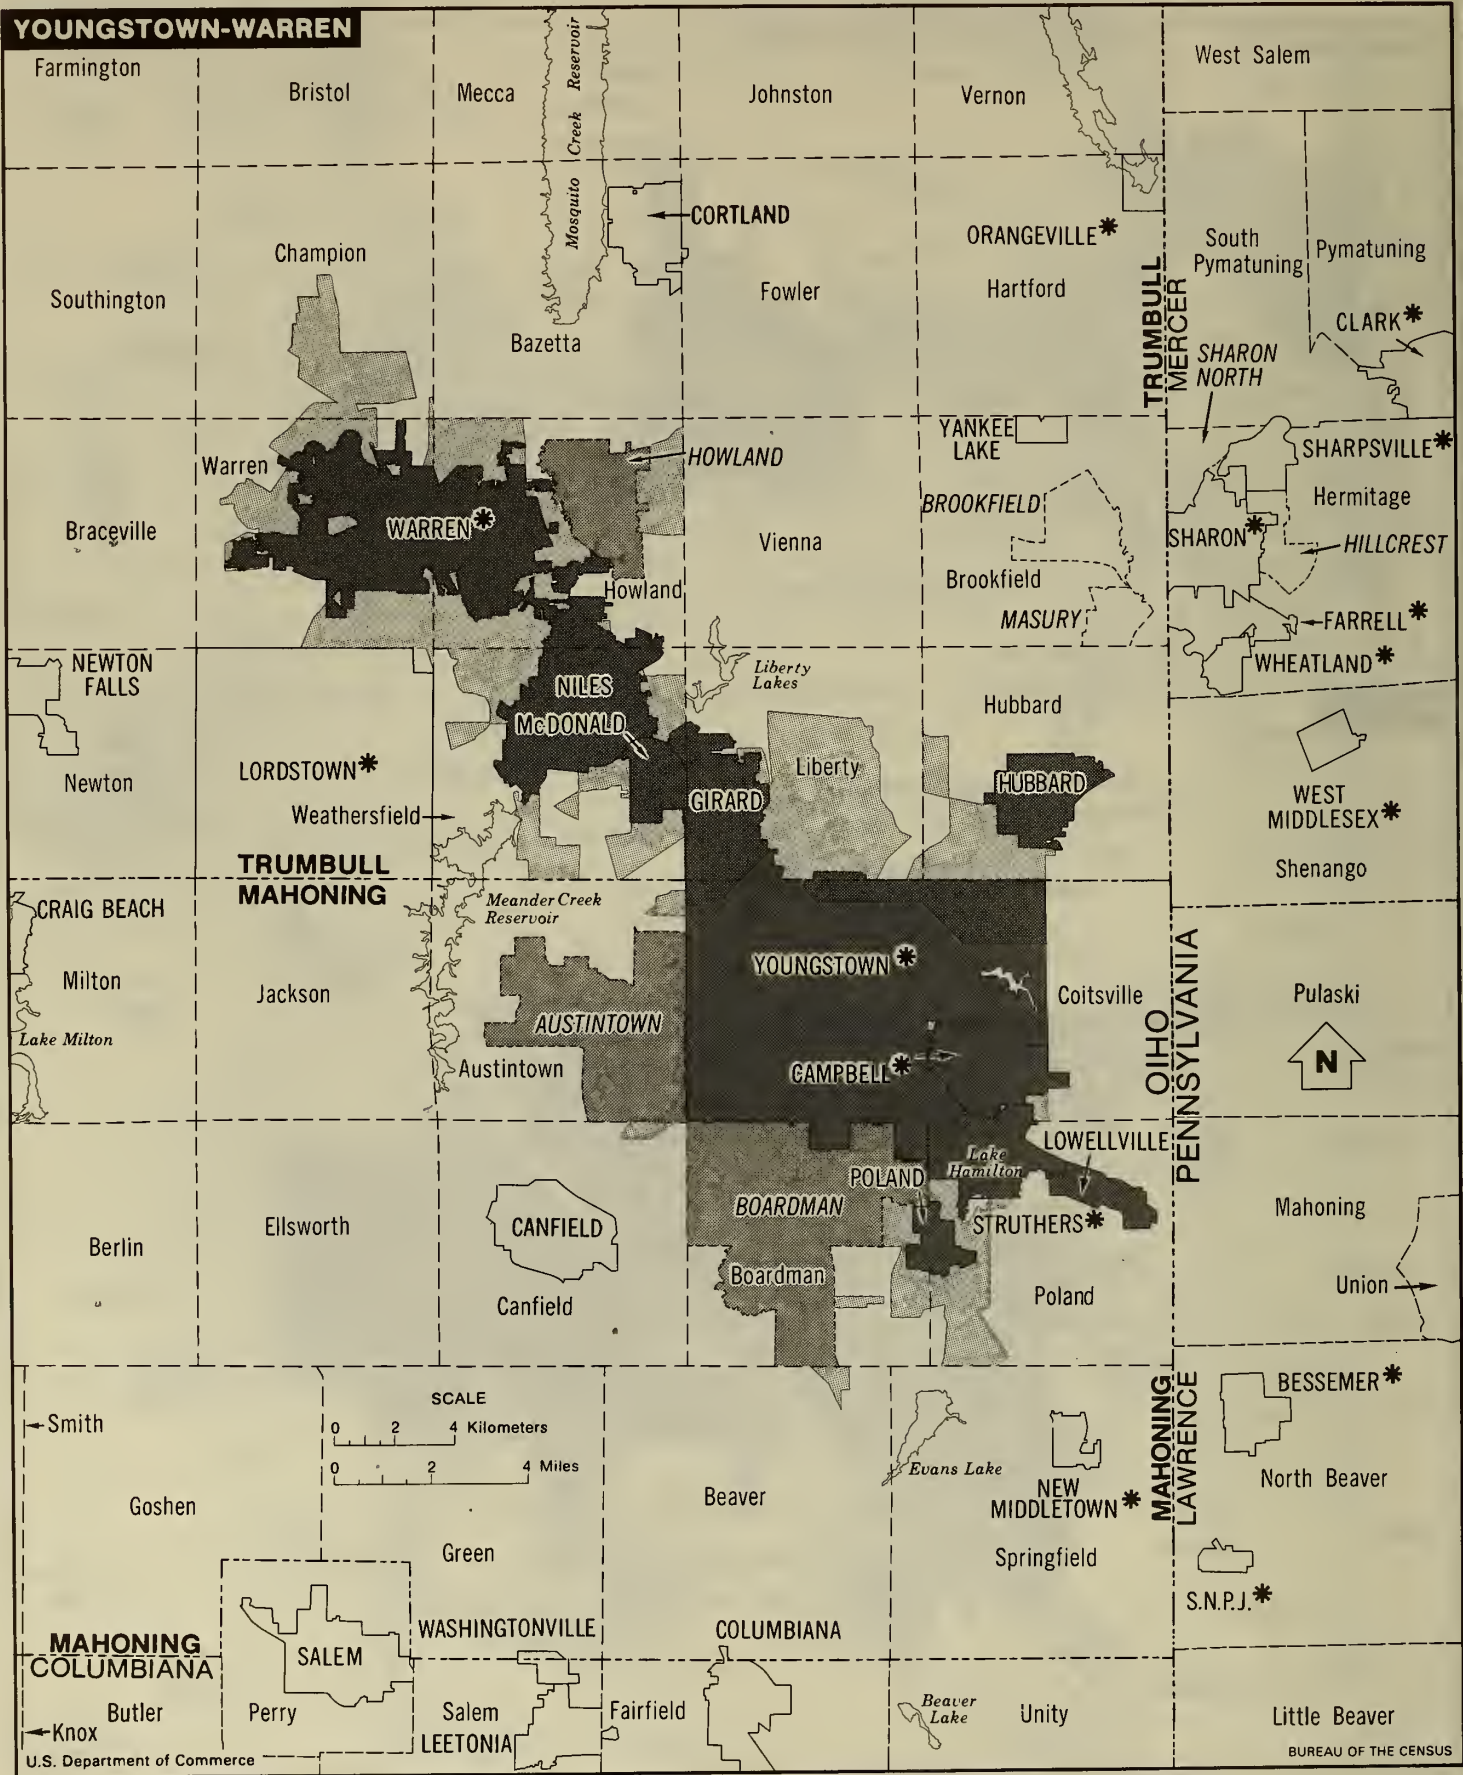 YOUNGSTOWN-WARREN
Farmington
Bristol
Mecca
Mosquito Creek Reservoir
Johnston
Vernon
West Salem
CORTLAND
ORANGEVILLE*
South
Pymatuning
Pymatuning
Champion
Southington
Fowler
Hartford
TRUMBULL
MERCER
CLARK*
Bazetta
SHARON
NORTH
YANKEE
LAKE
SHARPSVILLE*
Warren
HOWLAND
BROOKFIELD
Hermitage
Braceville
WARREN*
Vienna
SHARON*
HILLCREST
Howland
Brookfield
MASURY
FARRELL*
NEWTON
FALLS
Liberty
Lakes
WHEATLAND*
NILES
McDONALD
Hubbard
LORDSTOWN*
Newton
Liberty
HUBBARD
GIRARD
Weathersfield
WEST
MIDDLESEX*
TRUMBULL
MAHONING
Shenango
CRAIG BEACH
Meander Creek
Reservoir
YOUNGSTOWN*
Milton
Jackson
Coitsville
Pulaski
AUSTINTOWN
Lake Milton
OIHO
PENNSYLVANIA
N
Austintown
CAMPBELL*
LOWELLVILLE
Lake
Hamilton
POLAND
BOARDMAN
STRUTHERS*
Mahoning
Ellsworth
CANFIELD
Berlin
Boardman
Union
Canfield
Poland
SCALE
0 2 4 Kilometers
0 2 4 Miles
BESSEMER*
Smith
MAHONING
LAWRENCE
Evans Lake
NEW
MIDDLETOWN*
North Beaver
Goshen
Beaver
Green
Springfield
S.N.P.J.*
MAHONING
COLUMBIANA
SALEM
WASHINGTONVILLE
COLUMBIANA
Butler
Perry
Salem
Fairfield
Beaver
Lake
Unity
Little Beaver
Knox
LEETONIA
U.S. Department of Commerce
BUREAU OF THE CENSUS